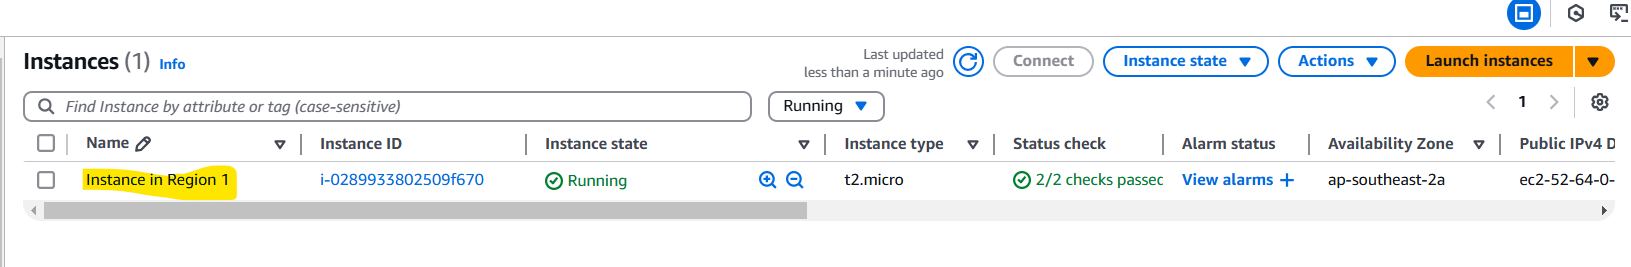 Instances (1) Info
Last updated
less than a minute ago
Connect
Instance state
Actions
Launch instances
Find Instance by attribute or tag (case-sensitive)
Running
1
Name Instance ID Instance state Instance type Status check Alarm status Availability Zone Public IPv4 D
Instance in Region 1 i-0289933802509f670 Running t2.micro 2/2 checks passec View alarms + ap-southeast-2a ec2-52-64-0-